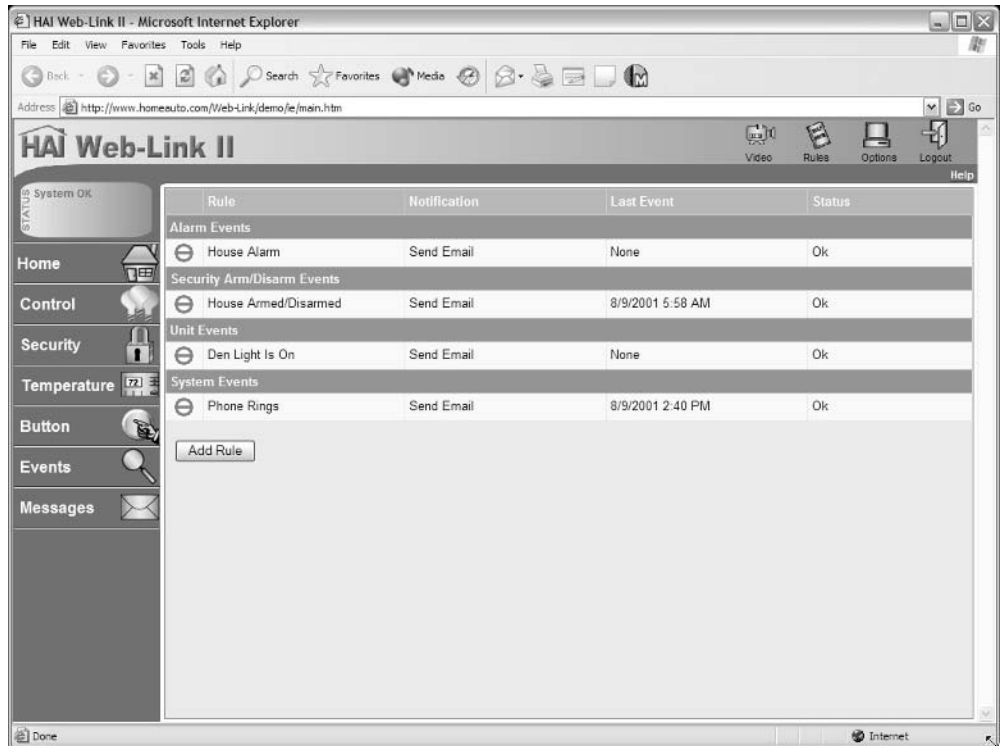 HAI Web-Link II - Microsoft Internet Explorer
File Edit View Favorites Tools Help
Back Search Favorites Media
Address http://www.homeauto.com/Web-Link/demo/ie/main.htm Go
HAI Web-Link II
Video Rules Options Logout
Help
STATUS System OK
Rule Notification Last Event Status
Alarm Events
House Alarm Send Email None Ok
Security Arm/Disarm Events
House Armed/Disarmed Send Email 8/9/2001 5:58 AM Ok
Unit Events
Den Light Is On Send Email None Ok
System Events
Phone Rings Send Email 8/9/2001 2:40 PM Ok
Add Rule
Home
Control
Security
Temperature 72
Button
Events
Messages
Done Internet